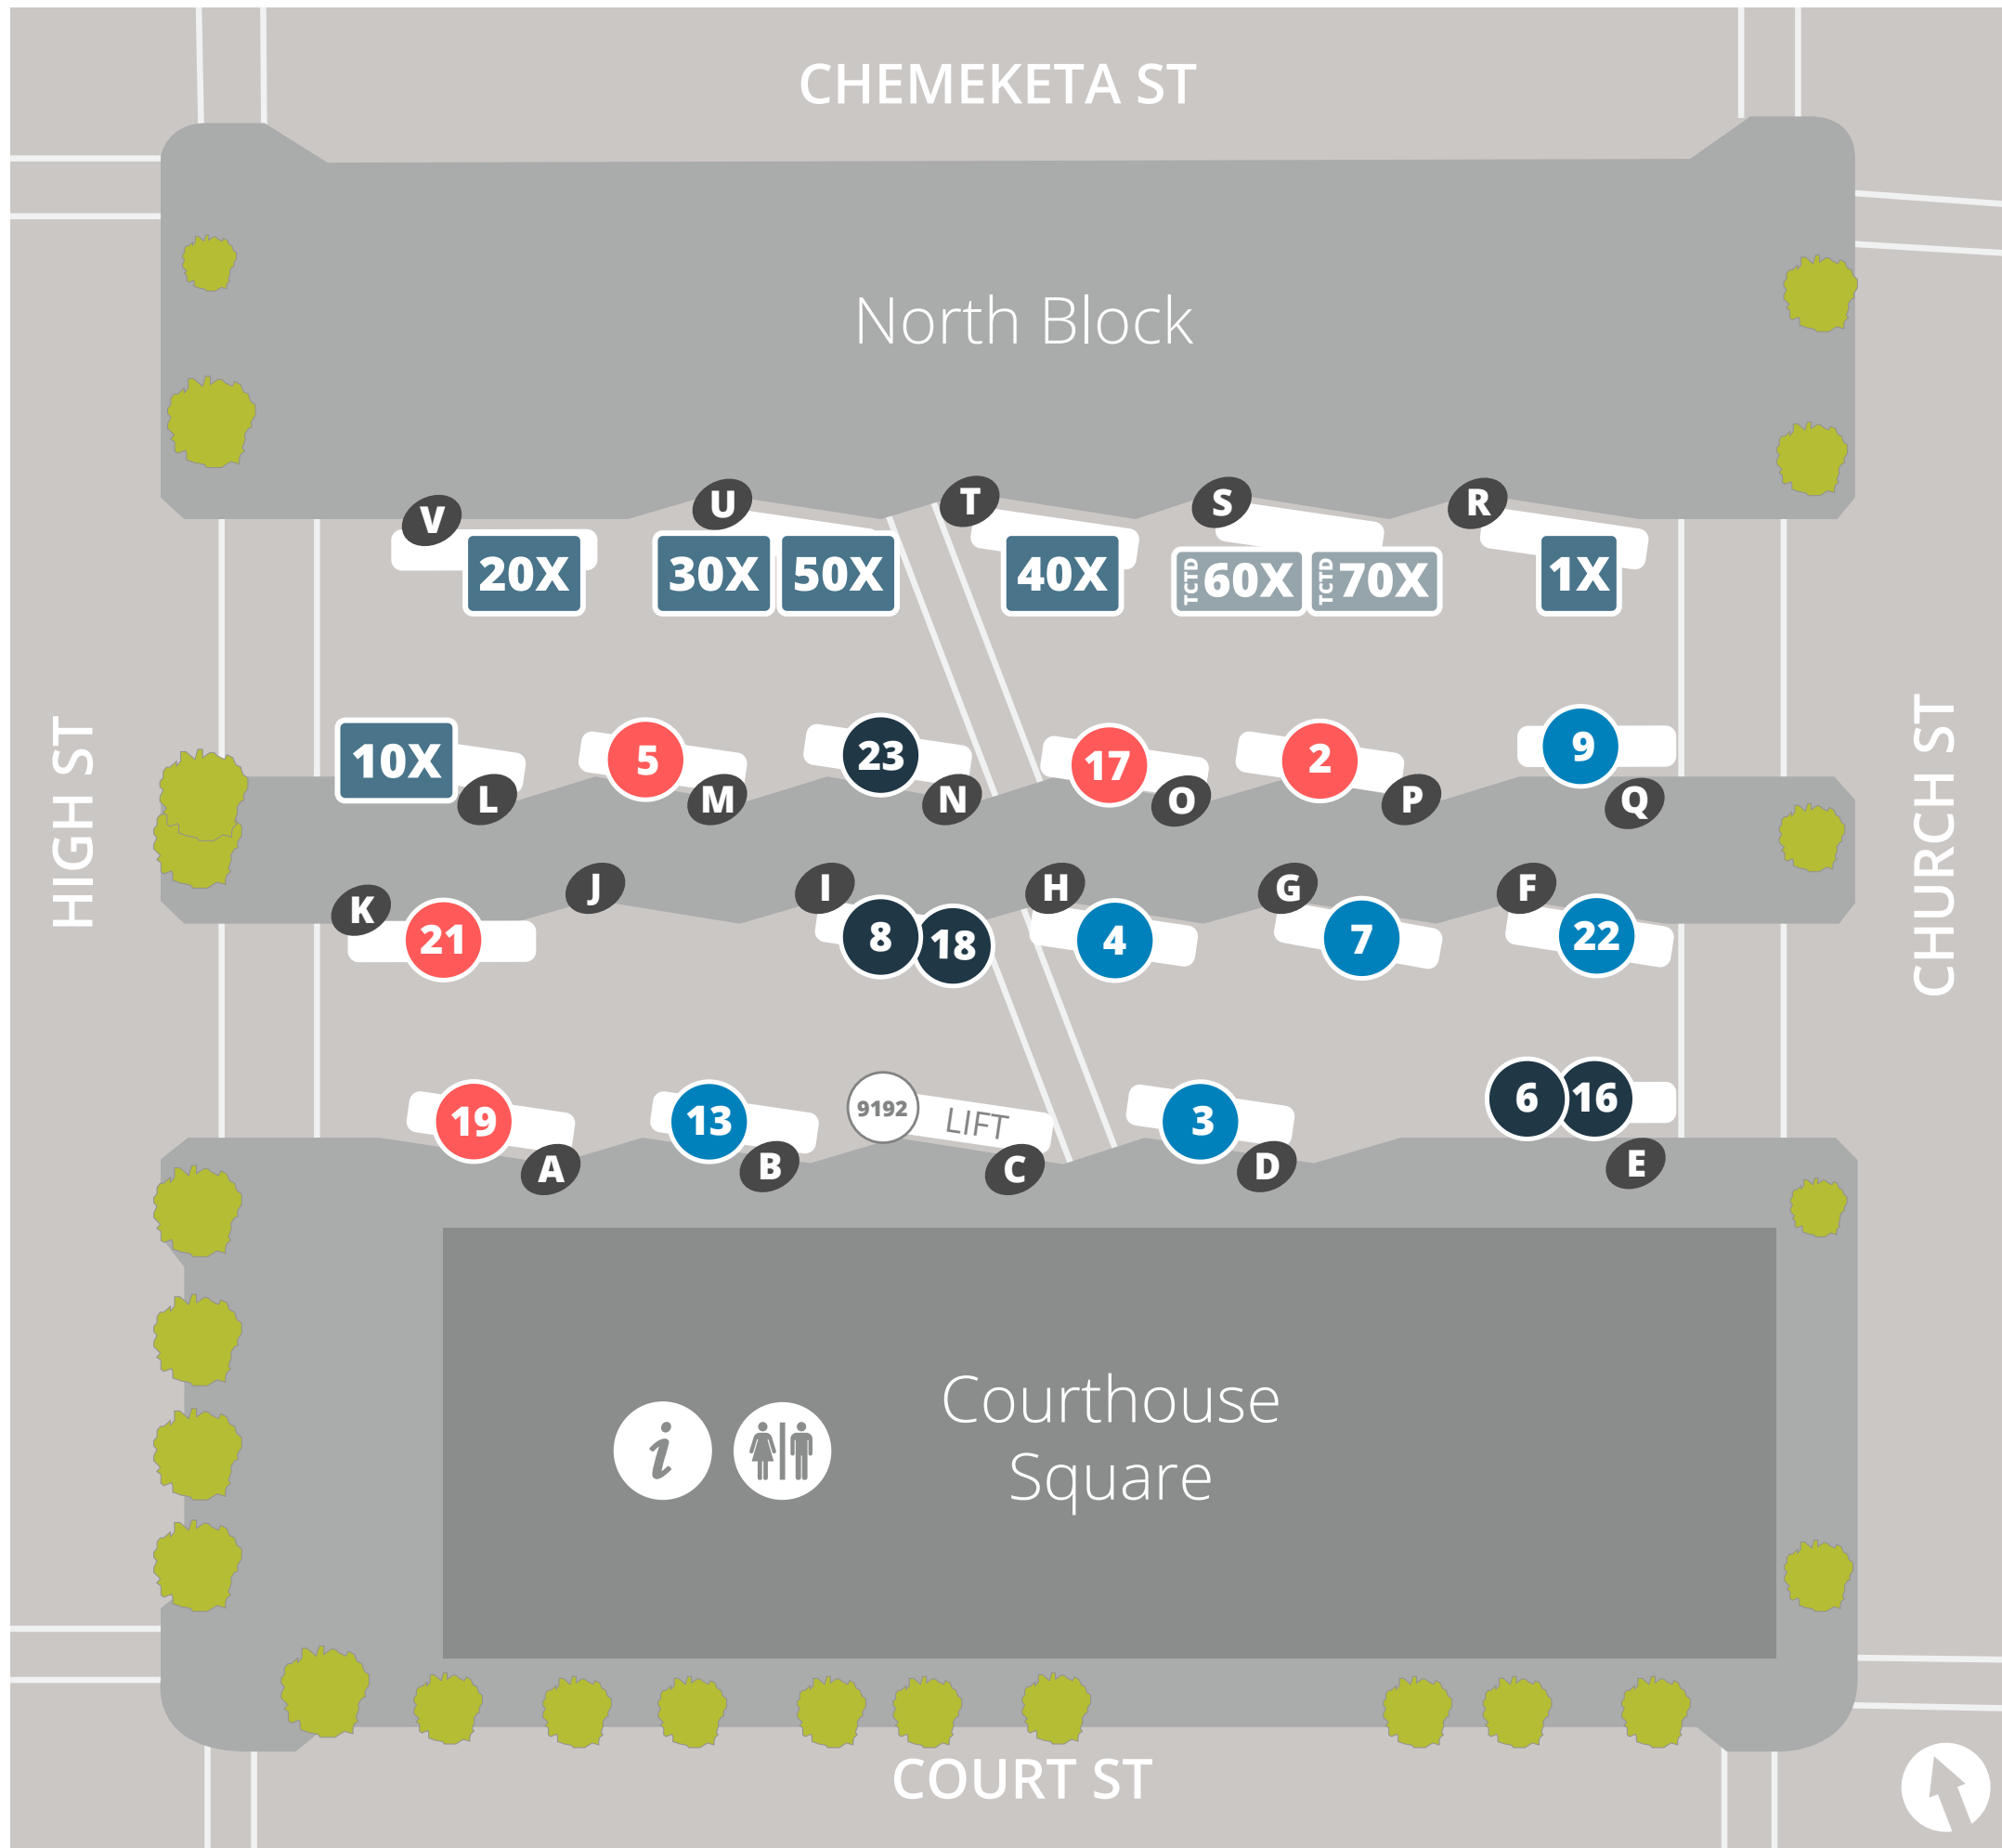 CHEMEKETA ST
North Block
V
U
T
S
R
20X
30X
50X
40X
TCTD 60X
TCTD 70X
1X
HIGH ST
CHURCH ST
10X
5
23
17
2
9
L
M
N
O
P
Q
K
J
I
H
G
F
21
8
18
4
7
22
19
13
9192
LIFT
3
6
16
A
B
C
D
E
i
Courthouse
Square
COURT ST